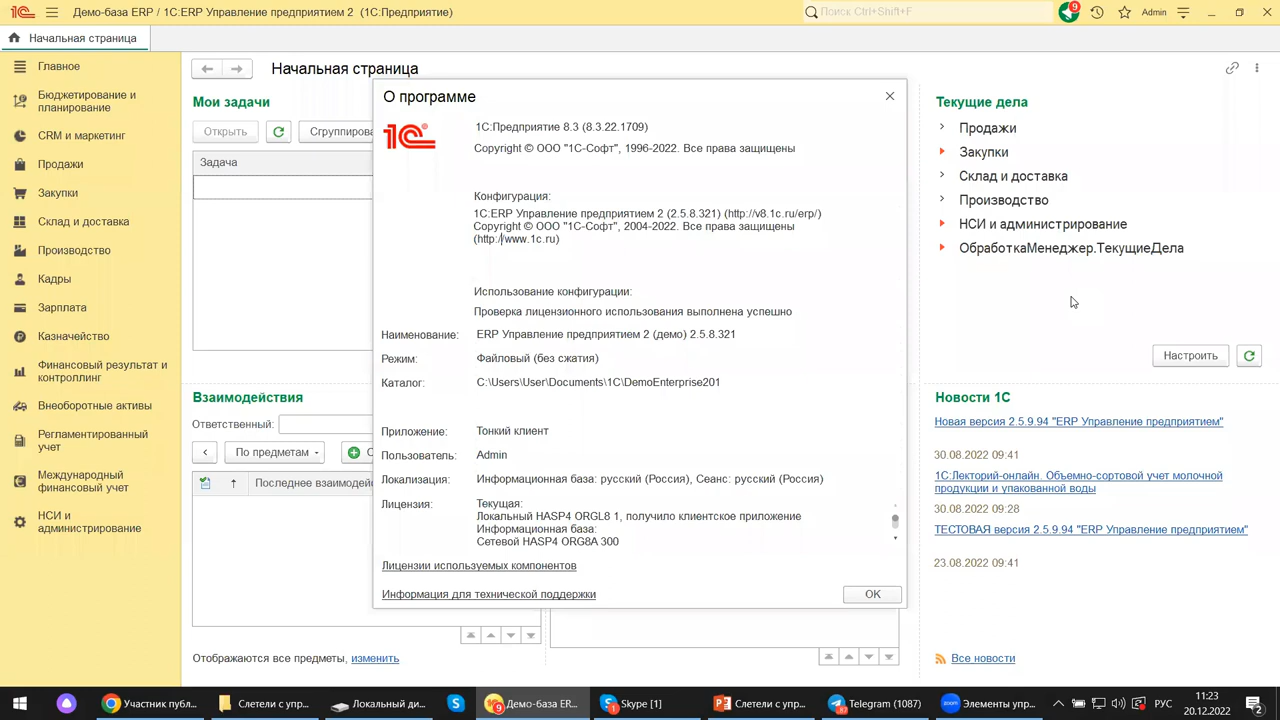 1С Демо-база ERP / 1С:ERP Управление предприятием 2 (1С:Предприятие)
Поиск Ctrl+Shift+F
9
Admin
Начальная страница
Главное
Бюджетирование и
планирование
CRM и маркетинг
Продажи
Закупки
Склад и доставка
Производство
Кадры
Зарплата
Казначейство
Финансовый результат и
контроллинг
Внеоборотные активы
Регламентированный
учет
Международный
финансовый учет
НСИ и
администрирование
Начальная страница
Мои задачи
Открыть
Сгруппирова
Задача
Взаимодействия
Ответственный:
По предметам
Последнее взаимодейс
Отображаются все предметы, изменить
О программе
1С
1С:Предприятие 8.3 (8.3.22.1709)
Copyright © ООО "1С-Софт", 1996-2022. Все права защищены
Конфигурация:
1С:ERP Управление предприятием 2 (2.5.8.321) (http://v8.1c.ru/erp/)
Copyright © ООО "1С-Софт", 2004-2022. Все права защищены
(http://www.1c.ru)
Использование конфигурации:
Проверка лицензионного использования выполнена успешно
Наименование: ERP Управление предприятием 2 (демо) 2.5.8.321
Режим: Файловый (без сжатия)
Каталог: C:\Users\User\Documents\1C\DemoEnterprise201
Приложение: Тонкий клиент
Пользователь: Admin
Локализация: Информационная база: русский (Россия), Сеанс: русский (Россия)
Лицензия: Текущая:
Локальный HASP4 ORGL8 1, получило клиентское приложение
Информационная база:
Сетевой HASP4 ORG8A 300
Лицензии используемых компонентов
Информация для технической поддержки
OK
Текущие дела
Продажи
Закупки
Склад и доставка
Производство
НСИ и администрирование
ОбработкаМенеджер.ТекущиеДела
Настроить
Новости 1С
Новая версия 2.5.9.94 "ERP Управление предприятием"
30.08.2022 09:41
1С:Лекторий-онлайн. Объемно-сортовой учет молочной
продукции и упакованной воды
30.08.2022 09:28
ТЕСТОВАЯ версия 2.5.9.94 "ERP Управление предприятием"
23.08.2022 09:41
Все новости
Участник публ...
Слетели с упр...
Локальный ди...
Демо-база ER...
Skype [1]
Слетели с упр...
Telegram (1087)
Элементы упр...
РУС
11:23
20.12.2022
2